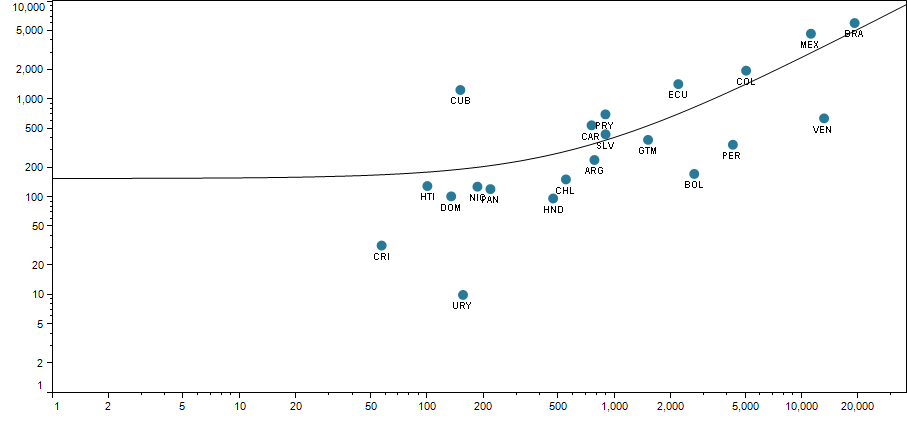 10,000
5,000
2,000
1,000
500
200
100
50
20
10
5
2
1
MEX
BRA
COL
ECU
CUB
VEN
PRY
CAR
SLV
GTM
PER
ARG
BOL
CHL
HTI
NIC
PAN
DOM
HND
CRI
URY
1 2 5 10 20 50 100 200 500 1,000 2,000 5,000 10,000 20,000